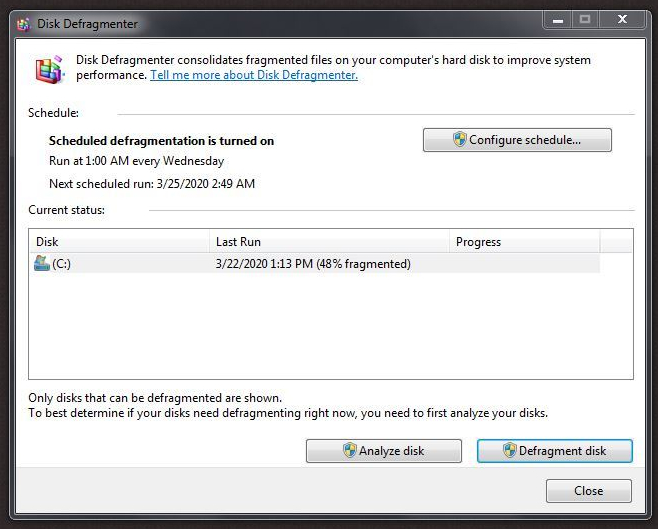 Disk Defragmenter
Disk Defragmenter consolidates fragmented files on your computer's hard disk to improve system
performance. Tell me more about Disk Defragmenter.
Schedule:
Scheduled defragmentation is turned on
Configure schedule...
Run at 1:00 AM every Wednesday
Next scheduled run: 3/25/2020 2:49 AM
Current status:
Disk Last Run Progress
(C:) 3/22/2020 1:13 PM (48% fragmented)
Only disks that can be defragmented are shown.
To best determine if your disks need defragmenting right now, you need to first analyze your disks.
Analyze disk Defragment disk
Close